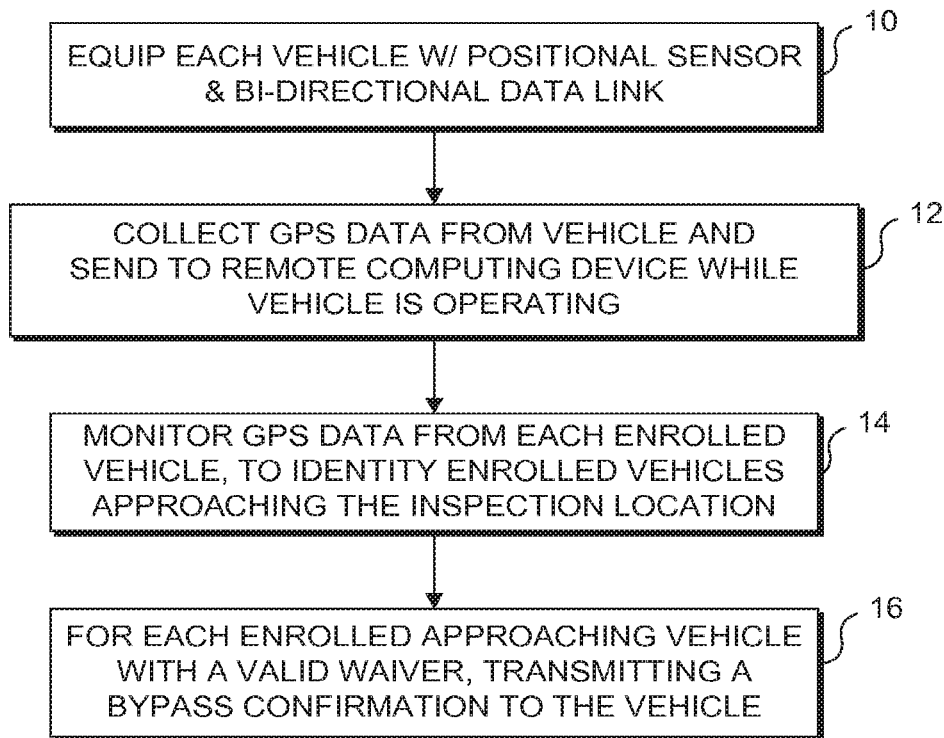 10
EQUIP EACH VEHICLE W/ POSITIONAL SENSOR
& BI-DIRECTIONAL DATA LINK
12
COLLECT GPS DATA FROM VEHICLE AND
SEND TO REMOTE COMPUTING DEVICE WHILE
VEHICLE IS OPERATING
14
MONITOR GPS DATA FROM EACH ENROLLED
VEHICLE, TO IDENTITY ENROLLED VEHICLES
APPROACHING THE INSPECTION LOCATION
16
FOR EACH ENROLLED APPROACHING VEHICLE
WITH A VALID WAIVER, TRANSMITTING A
BYPASS CONFIRMATION TO THE VEHICLE